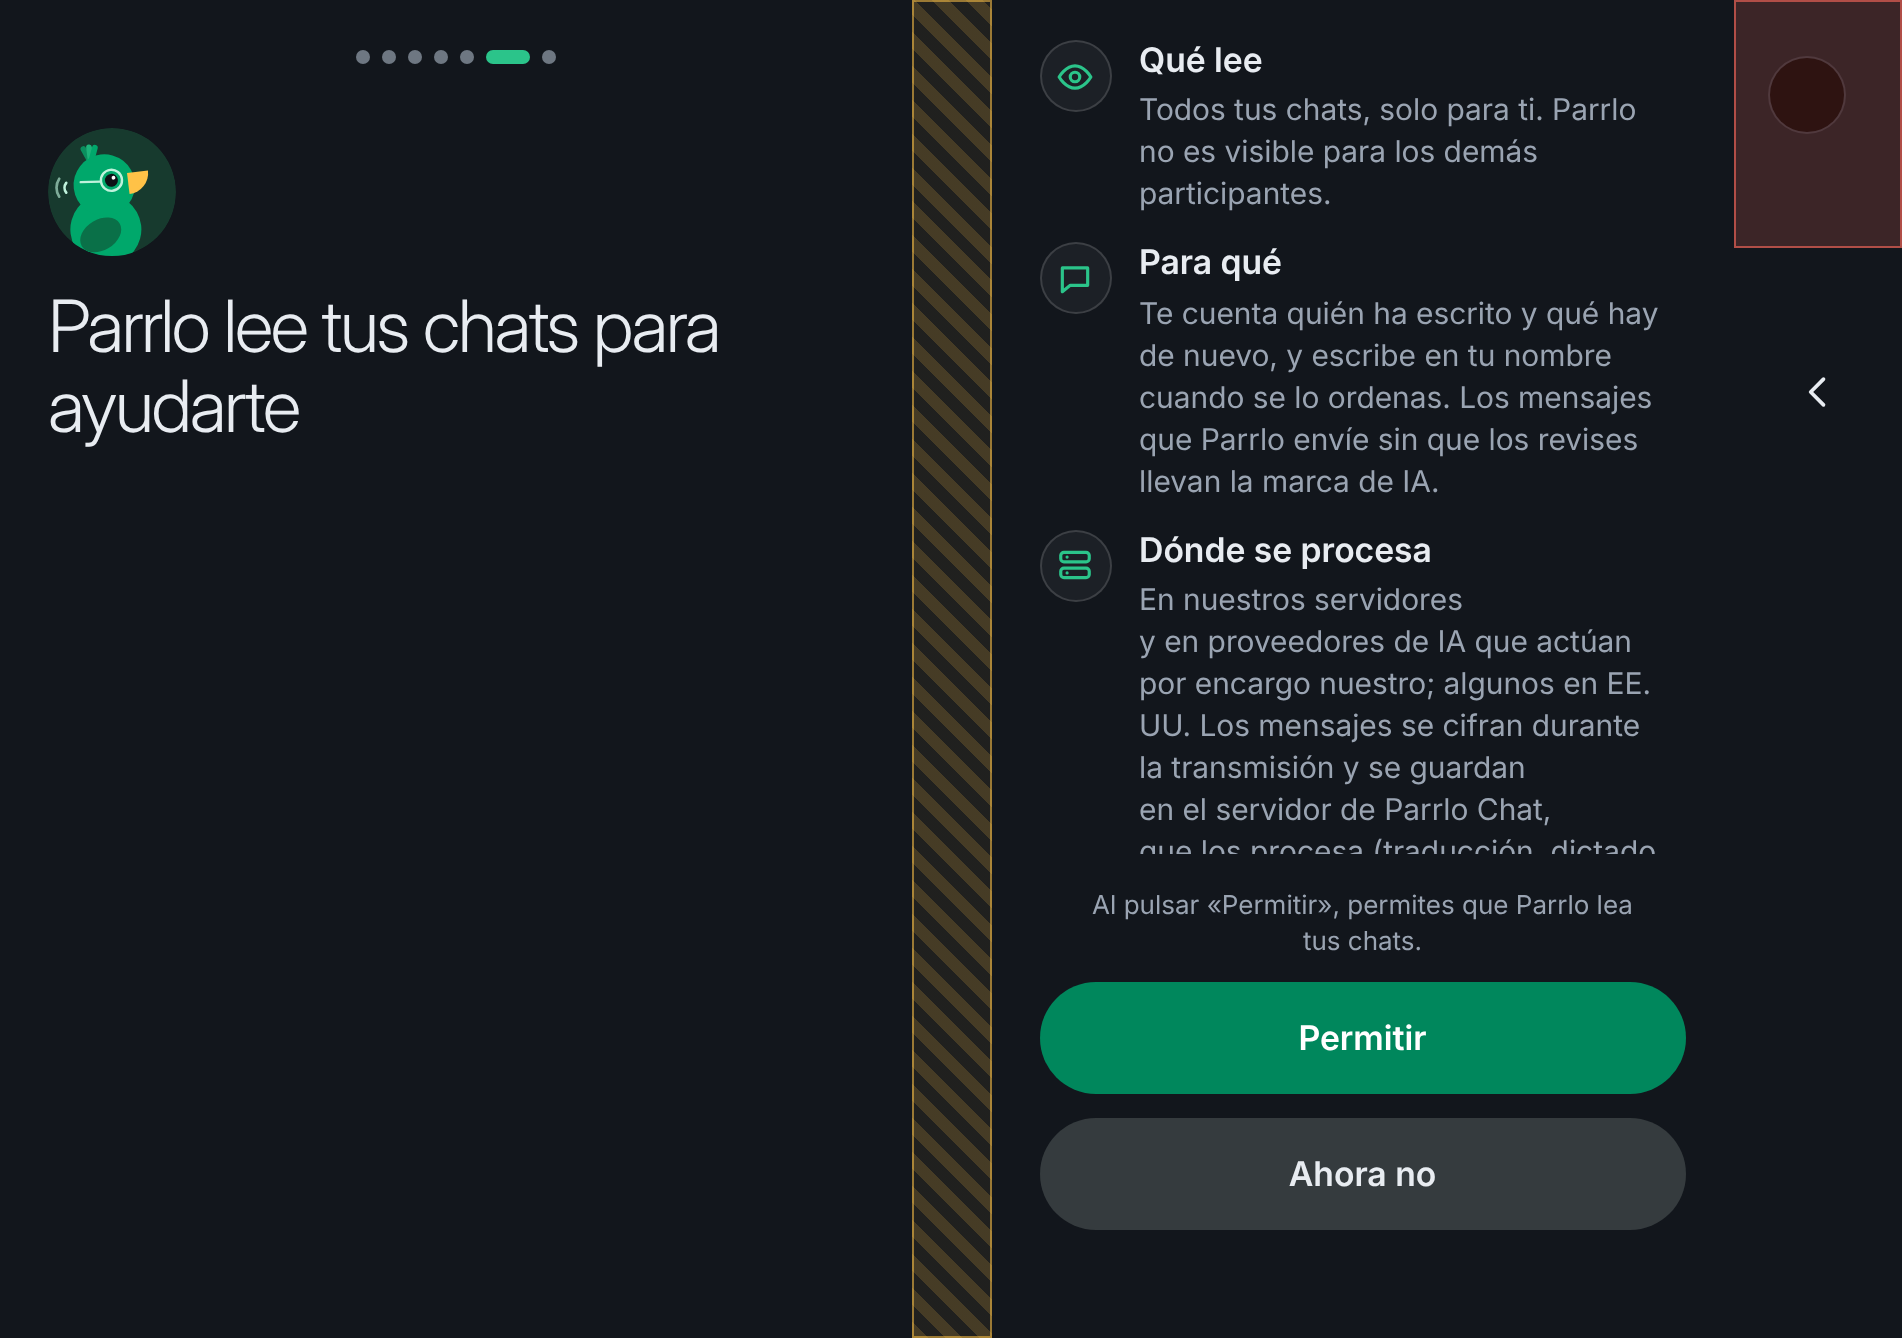 Parrlo lee tus chats para
ayudarte
Qué lee
Todos tus chats, solo para ti. Parrlo
no es visible para los demás
participantes.
Para qué
Te cuenta quién ha escrito y qué hay
de nuevo, y escribe en tu nombre
cuando se lo ordenas. Los mensajes
que Parrlo envíe sin que los revises
llevan la marca de IA.
Dónde se procesa
En nuestros servidores
y en proveedores de IA que actúan
por encargo nuestro; algunos en EE.
UU. Los mensajes se cifran durante
la transmisión y se guardan
en el servidor de Parrlo Chat,
que los procesa (traducción, dictado
Al pulsar «Permitir», permites que Parrlo lea
tus chats.
Permitir
Ahora no